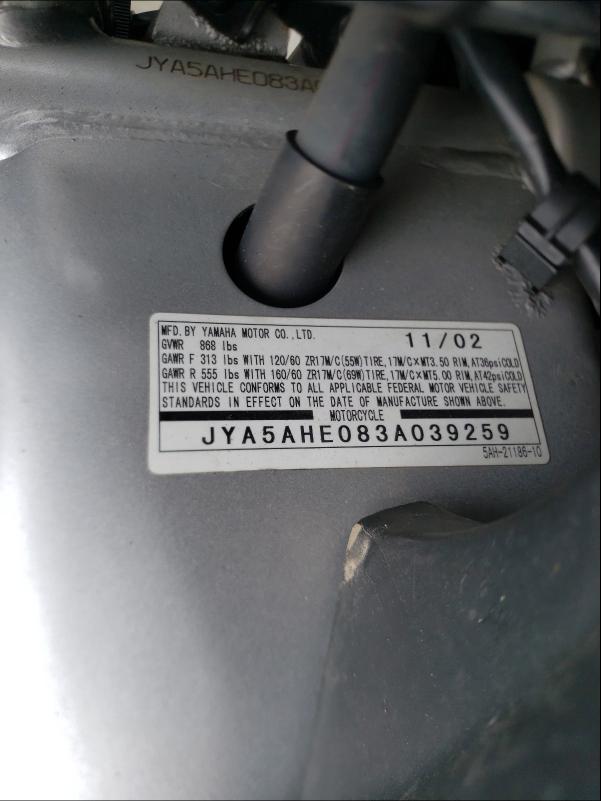 JYA5AHE083A
MFD. BY YAMAHA MOTOR CO., LTD. 11/02
GVWR 868 lbs
GAWR F 313 lbs WITH 120/60 ZR17M/C(55W)TIRE, 17M/C×MT3.50 RIM, AT36psiCOLD
GAWR R 555 lbs WITH 160/60 ZR17M/C(69W)TIRE, 17M/C×MT5.00 RIM, AT42psiCOLD
THIS VEHICLE CONFORMS TO ALL APPLICABLE FEDERAL MOTOR VEHICLE SAFETY
STANDARDS IN EFFECT ON THE DATE OF MANUFACTURE SHOWN ABOVE.
MOTORCYCLE
JYA5AHE083A039259
5AH-21186-10